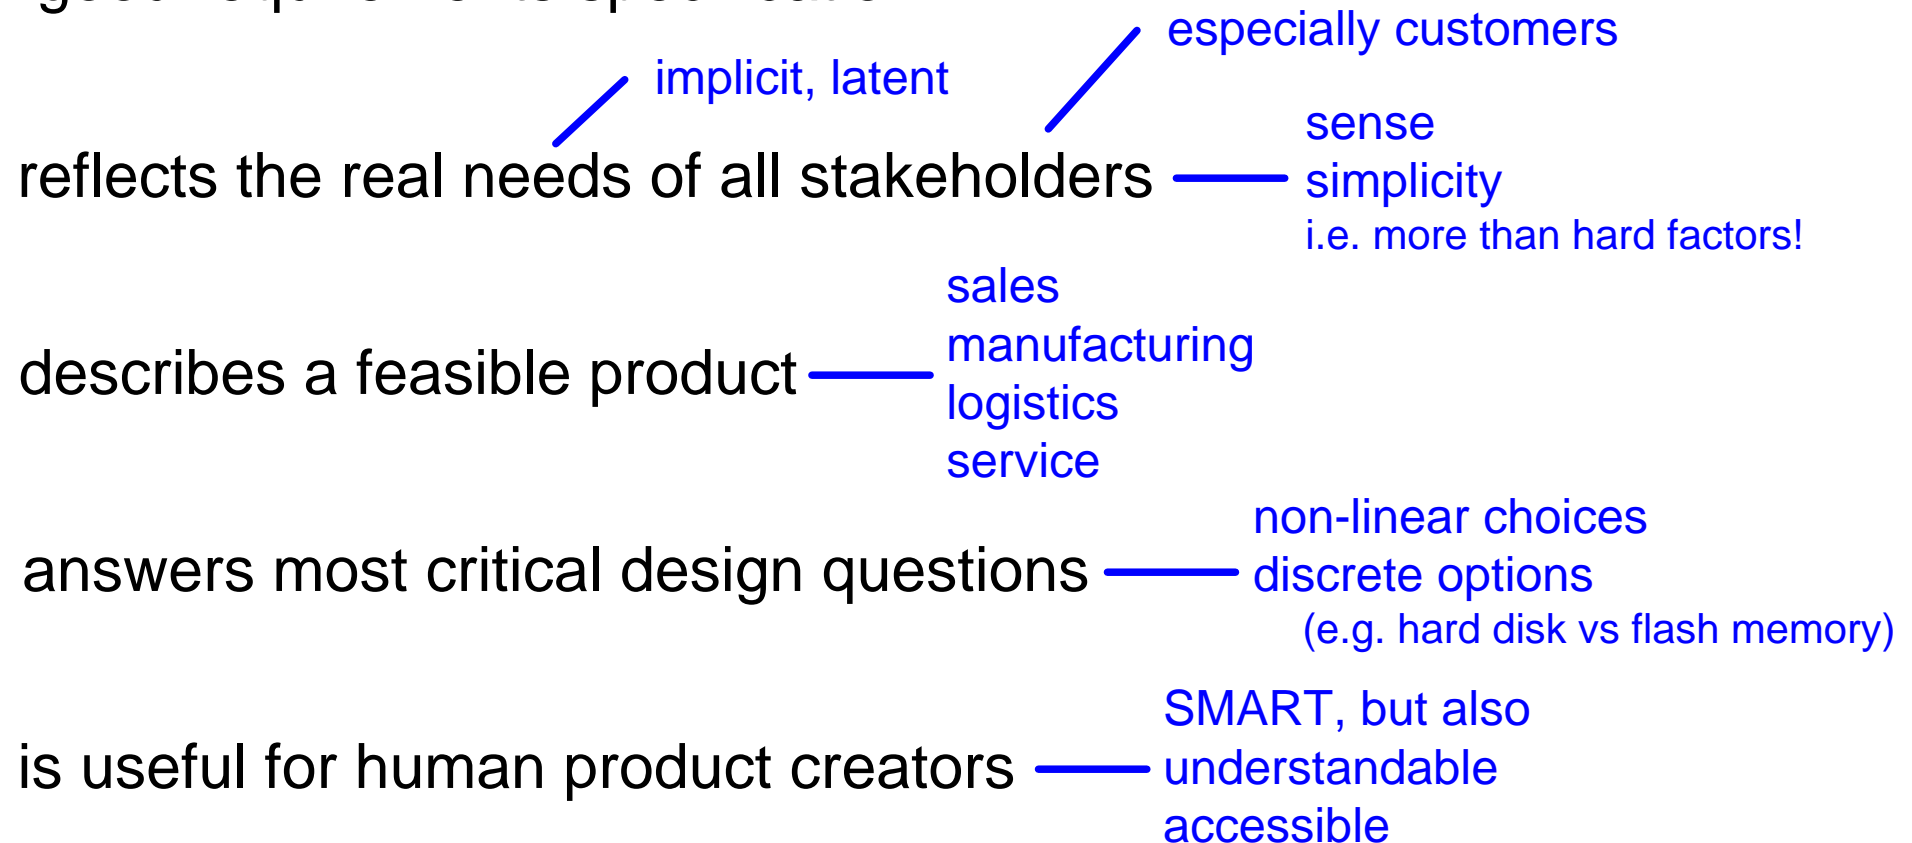 especially customers
implicit, latent
reflects the real needs of all stakeholders
sense
simplicity
i.e. more than hard factors!
describes a feasible product
sales
manufacturing
logistics
service
answers most critical design questions
non-linear choices
discrete options
(e.g. hard disk vs flash memory)
is useful for human product creators
SMART, but also
understandable
accessible